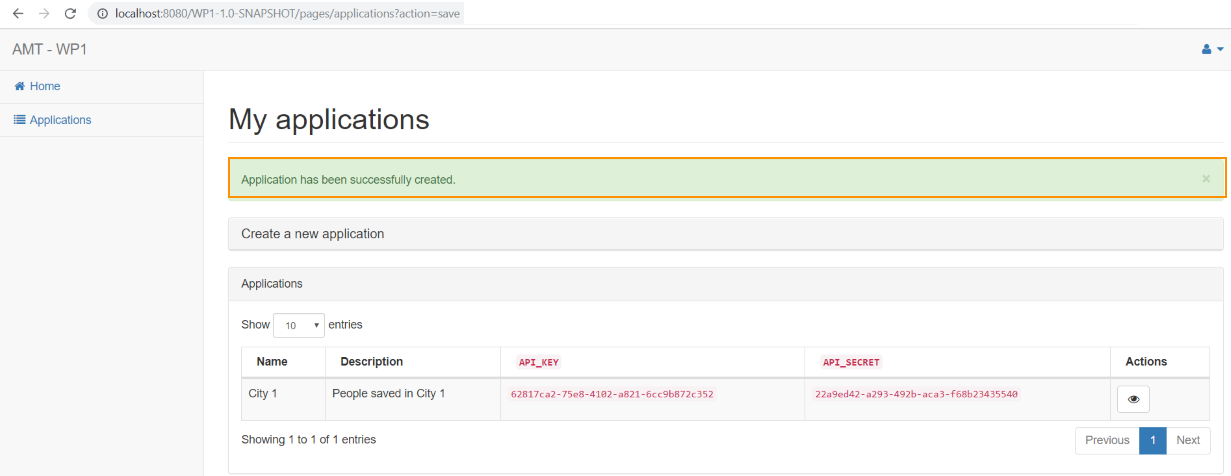 localhost:8080/WP1-1.0-SNAPSHOT/pages/applications?action=save
AMT - WP1
Home
Applications
My applications
Application has been successfully created. ×
Create a new application
Applications
Show 10 entries
Name Description API_KEY API_SECRET Actions
City 1 People saved in City 1 62817ca2-75e8-4102-a821-6cc9b872c352 22a9ed42-a293-492b-aca3-f68b23435540
Showing 1 to 1 of 1 entries Previous 1 Next